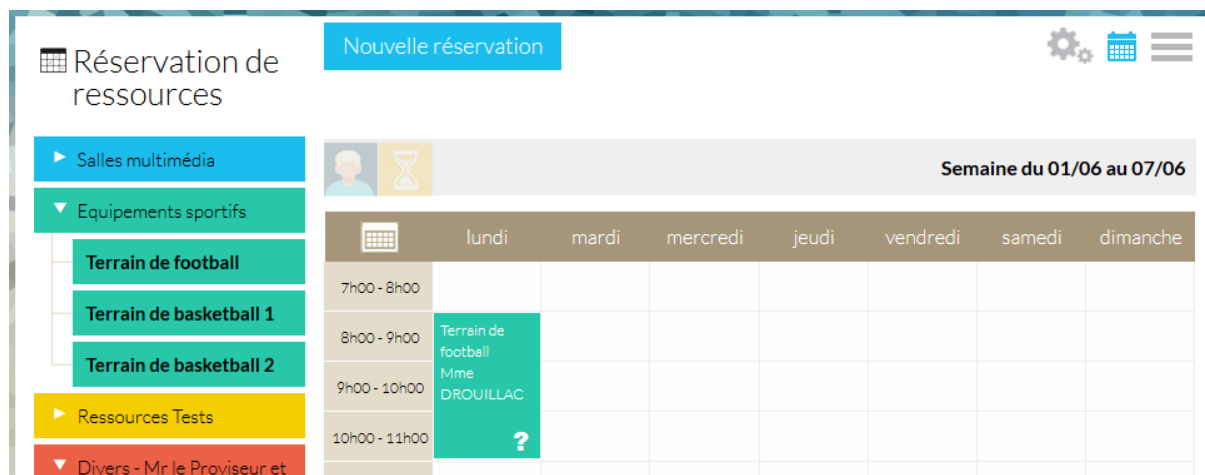 Réservation de
ressources
Nouvelle réservation
Salles multimédia
Equipements sportifs
Terrain de football
Terrain de basketball 1
Terrain de basketball 2
Ressources Tests
Divers - Mr le Proviseur et
Semaine du 01/06 au 07/06
lundi mardi mercredi jeudi vendredi samedi dimanche
7h00 - 8h00
8h00 - 9h00
9h00 - 10h00
10h00 - 11h00
Terrain de
football
Mme
DROUILLAC
?